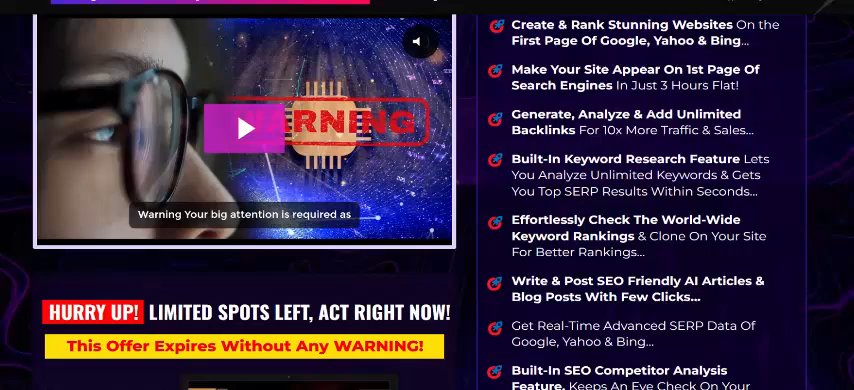 WARNING
Warning Your big attention is required as
HURRY UP! LIMITED SPOTS LEFT, ACT RIGHT NOW!
This Offer Expires Without Any WARNING!
Create & Rank Stunning Websites On the
First Page Of Google, Yahoo & Bing...
Make Your Site Appear On 1st Page Of
Search Engines In Just 3 Hours Flat!
Generate, Analyze & Add Unlimited
Backlinks For 10x More Traffic & Sales...
Built-In Keyword Research Feature Lets
You Analyze Unlimited Keywords & Gets
You Top SERP Results Within Seconds...
Effortlessly Check The World-Wide
Keyword Rankings & Clone On Your Site
For Better Rankings...
Write & Post SEO Friendly AI Articles &
Blog Posts With Few Clicks...
Get Real-Time Advanced SERP Data Of
Google, Yahoo & Bing...
Built-In SEO Competitor Analysis
Feature, Keeps An Eye Check On Your